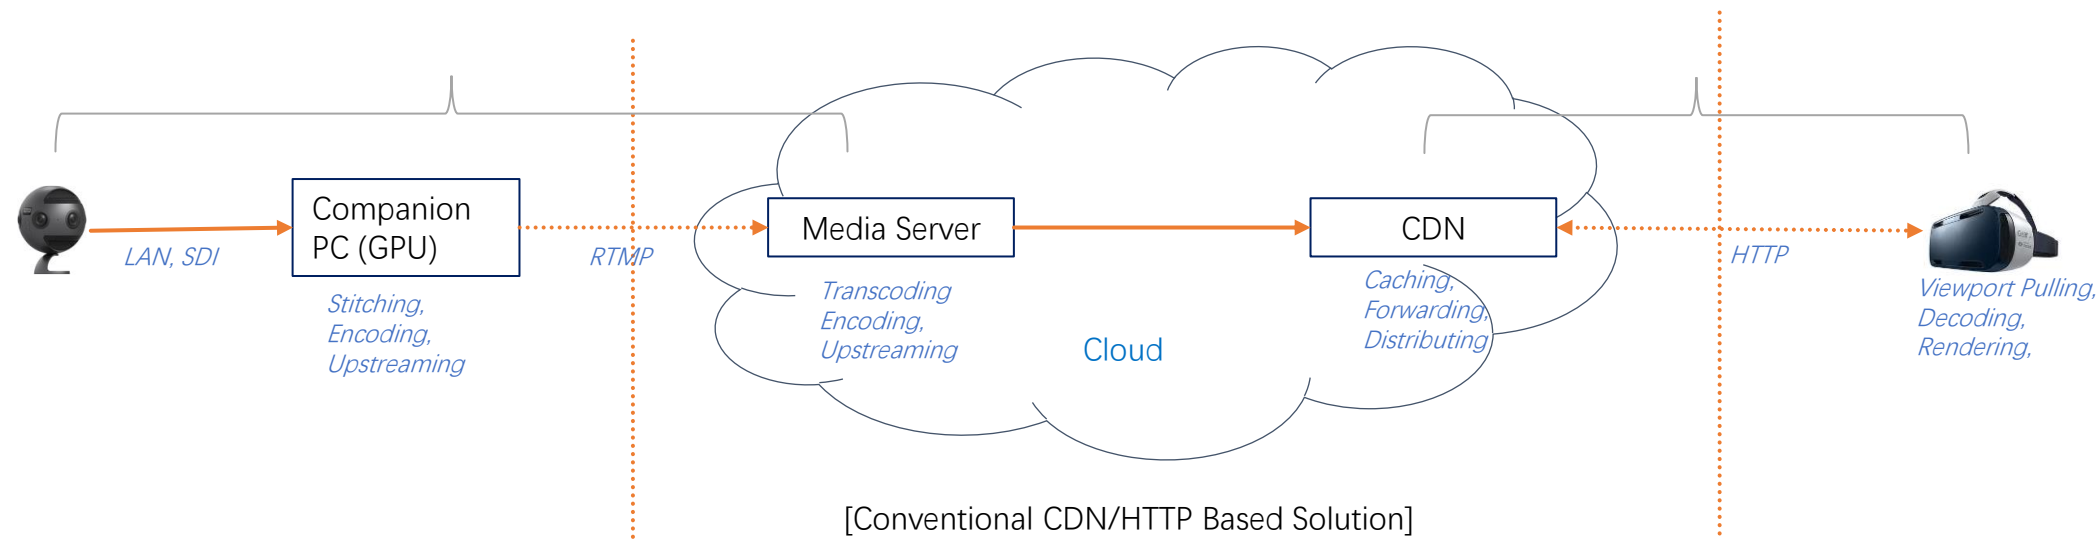 Companion
PC (GPU)
Media Server
CDN
LAN, SDI
RTMP
HTTP
Stitching,
Encoding,
Upstreaming
Transcoding
Encoding,
Upstreaming
Cloud
Caching,
Forwarding,
Distributing
Viewport Pulling,
Decoding,
Rendering,
[Conventional CDN/HTTP Based Solution]